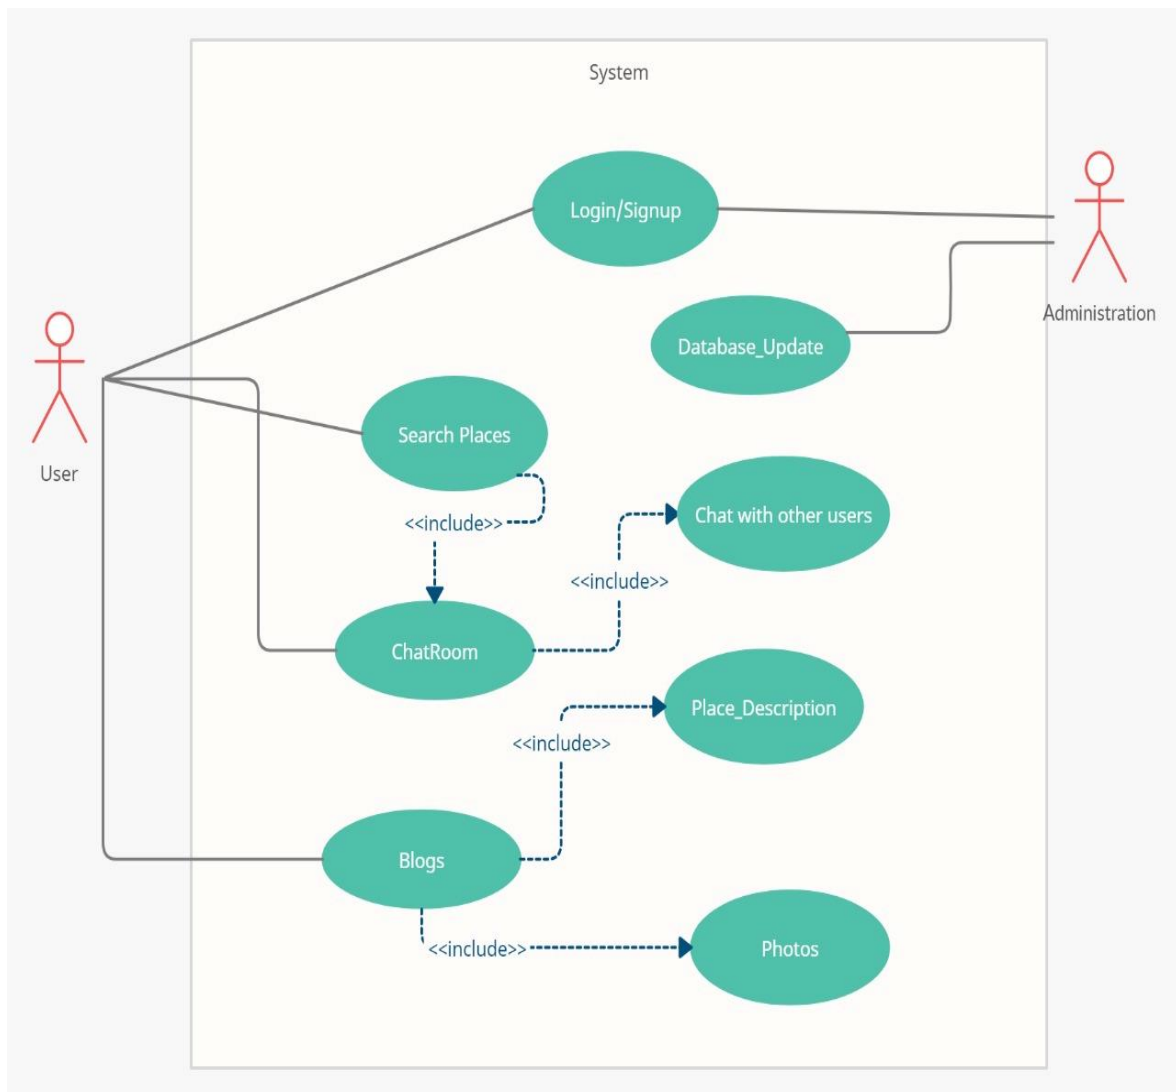 System
Login/Signup
Administration
Database_Update
Search Places
User
Chat with other users
<<include>>
<<include>>
ChatRoom
Place_Description
<<include>>
Blogs
<<include>>
Photos